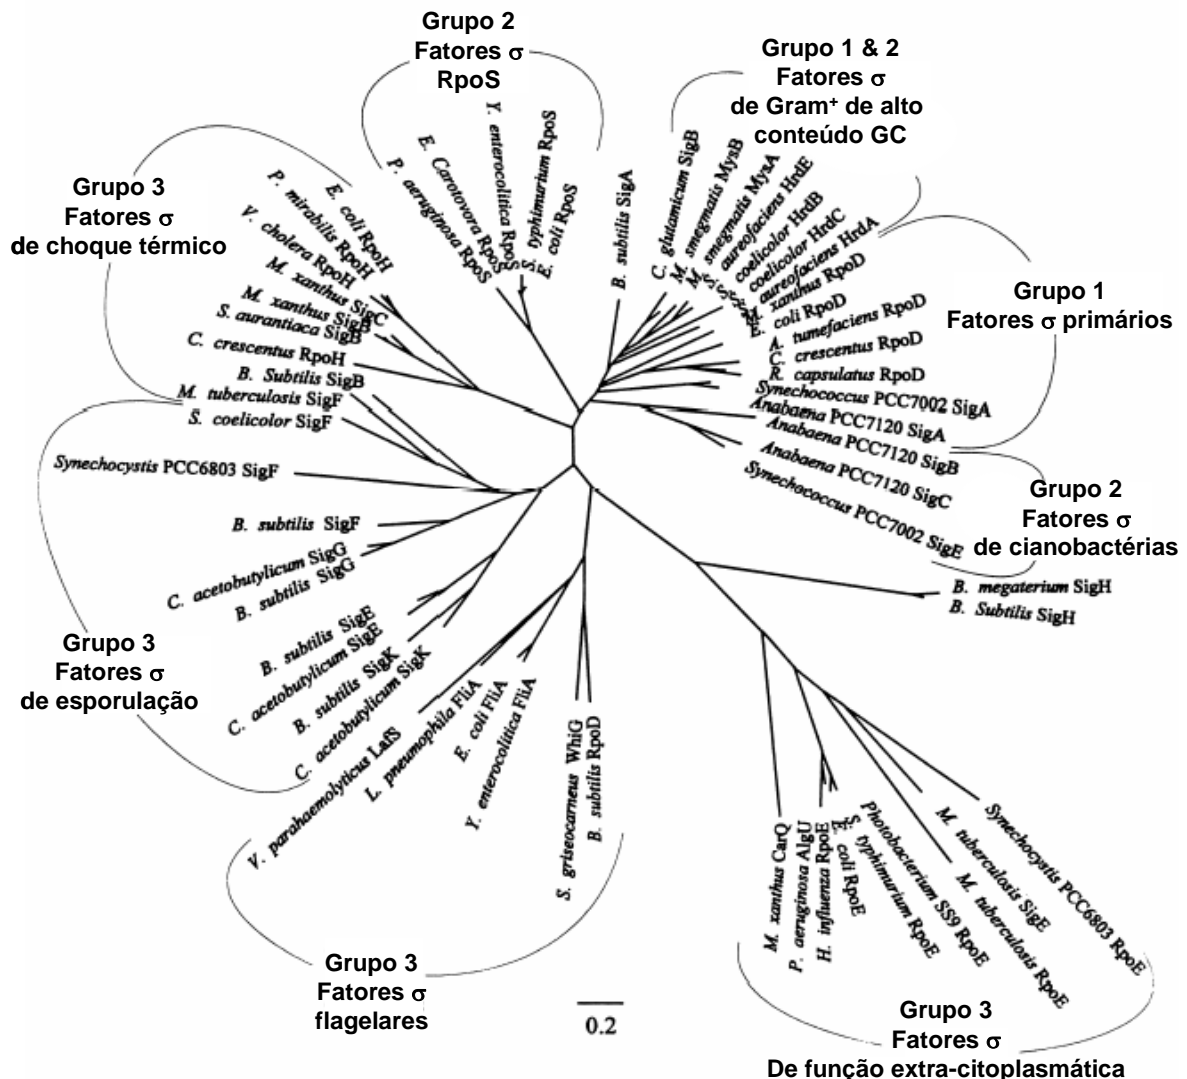 Grupo 2
Fatores σ
RpoS
Grupo 1 & 2
Fatores σ
de Gram⁺ de alto
conteúdo GC
Grupo 3
Fatores σ
de choque térmico
Grupo 1
Fatores σ primários
Grupo 2
Fatores σ
de cianobactérias
Grupo 3
Fatores σ
de esporulação
Grupo 3
Fatores σ
flagelares
Grupo 3
Fatores σ
De função extra-citoplasmática
E. coli RpoH
P. mirabilis RpoH
V. cholera RpoH
M. xanthus SigC
M. xanthus SigB
S. aurantiaca SigB
C. crescentus RpoH
B. Subtilis SigB
M. tuberculosis SigF
S. coelicolor SigF
Synechocystis PCC6803 SigF
B. subtilis SigF
C. acetobutylicum SigG
B. subtilis SigG
B. subtilis SigE
C. acetobutylicum SigE
B. subtilis SigK
C. acetobutylicum SigK
V. parahaemolyticus LafS
L. pneumophila FliA
E. coli FliA
Y. enterocolitica FliA
S. griseocarneus WhiG
B. subtilis RpoD
P. aeruginosa RpoS
E. Carotovora RpoS
Y. enterocolitica RpoS
S. typhimurium RpoS
E. coli RpoS
B. subtilis SigA
C. glutamicum SigB
M. smegmatis MysB
M. smegmatis MysA
S. aureofaciens HrdE
S. coelicolor HrdB
S. coelicolor HrdC
S. aureofaciens HrdA
M. xanthus RpoD
E. coli RpoD
A. tumefaciens RpoD
C. crescentus RpoD
R. capsulatus RpoD
Synechococcus PCC7002 SigA
Anabaena PCC7120 SigA
Anabaena PCC7120 SigB
Anabaena PCC7120 SigC
Synechococcus PCC7002 SigE
B. megaterium SigH
B. Subtilis SigH
M. xanthus CarQ
P. aeruginosa AlgU
H. influenza RpoE
E. coli RpoE
S. typhimurium RpoE
Photobacterium SS9 RpoE
M. tuberculosis RpoE
M. tuberculosis SigE
Synechocystis PCC6803 RpoE
0.2